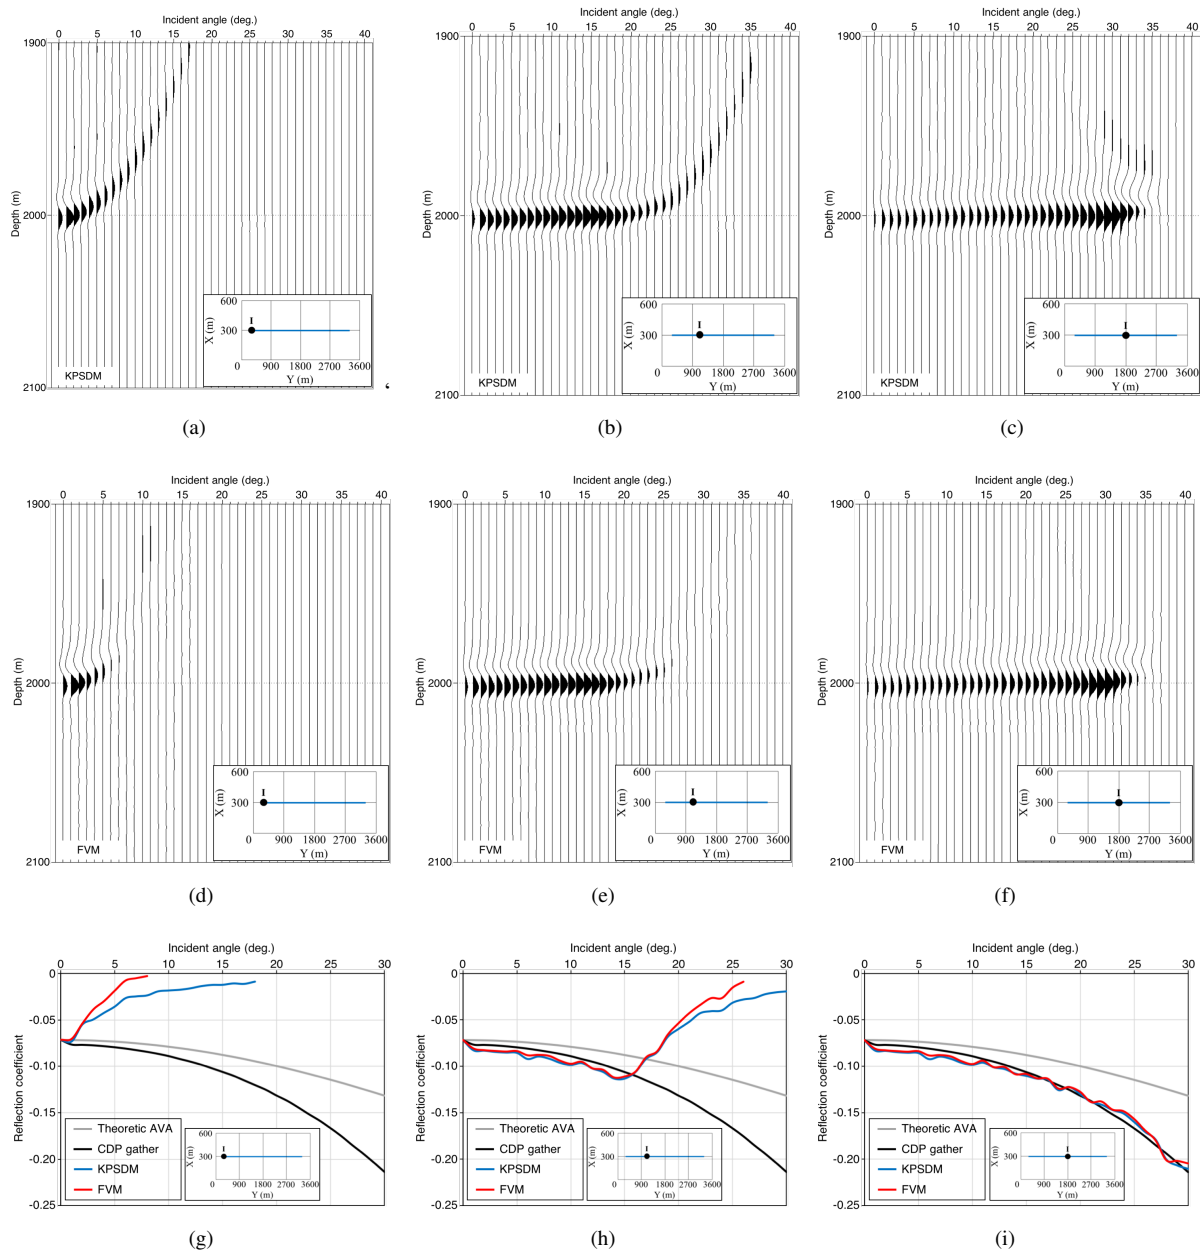 Incident angle (deg.)
0 5 10 15 20 25 30 35 40
1900
2000
2100
Depth (m)
KPSDM
600
300
X (m)
I
0 900 1800 2700 3600
Y (m)
(a)
Incident angle (deg.)
0 5 10 15 20 25 30 35 40
1900
2000
2100
Depth (m)
KPSDM
600
300
X (m)
I
0 900 1800 2700 3600
Y (m)
(b)
Incident angle (deg.)
0 5 10 15 20 25 30 35 40
1900
2000
2100
Depth (m)
KPSDM
600
300
X (m)
I
0 900 1800 2700 3600
Y (m)
(c)
Incident angle (deg.)
0 5 10 15 20 25 30 35 40
1900
2000
2100
Depth (m)
FVM
600
300
X (m)
I
0 900 1800 2700 3600
Y (m)
(d)
Incident angle (deg.)
0 5 10 15 20 25 30 35 40
1900
2000
2100
Depth (m)
FVM
600
300
X (m)
I
0 900 1800 2700 3600
Y (m)
(e)
Incident angle (deg.)
0 5 10 15 20 25 30 35 40
1900
2000
2100
Depth (m)
FVM
600
300
X (m)
I
0 900 1800 2700 3600
Y (m)
(f)
Incident angle (deg.)
0 5 10 15 20 25 30
0
-0.05
-0.10
-0.15
-0.20
-0.25
Reflection coefficient
Theoretic AVA
CDP gather
KPSDM
FVM
600
300
X (m)
I
0 900 1800 2700 3600
Y (m)
(g)
Incident angle (deg.)
0 5 10 15 20 25 30
0
-0.05
-0.10
-0.15
-0.20
-0.25
Reflection coefficient
Theoretic AVA
CDP gather
KPSDM
FVM
600
300
X (m)
I
0 900 1800 2700 3600
Y (m)
(h)
Incident angle (deg.)
0 5 10 15 20 25 30
0
-0.05
-0.10
-0.15
-0.20
-0.25
Reflection coefficient
Theoretic AVA
CDP gather
KPSDM
FVM
600
300
X (m)
I
0 900 1800 2700 3600
Y (m)
(i)